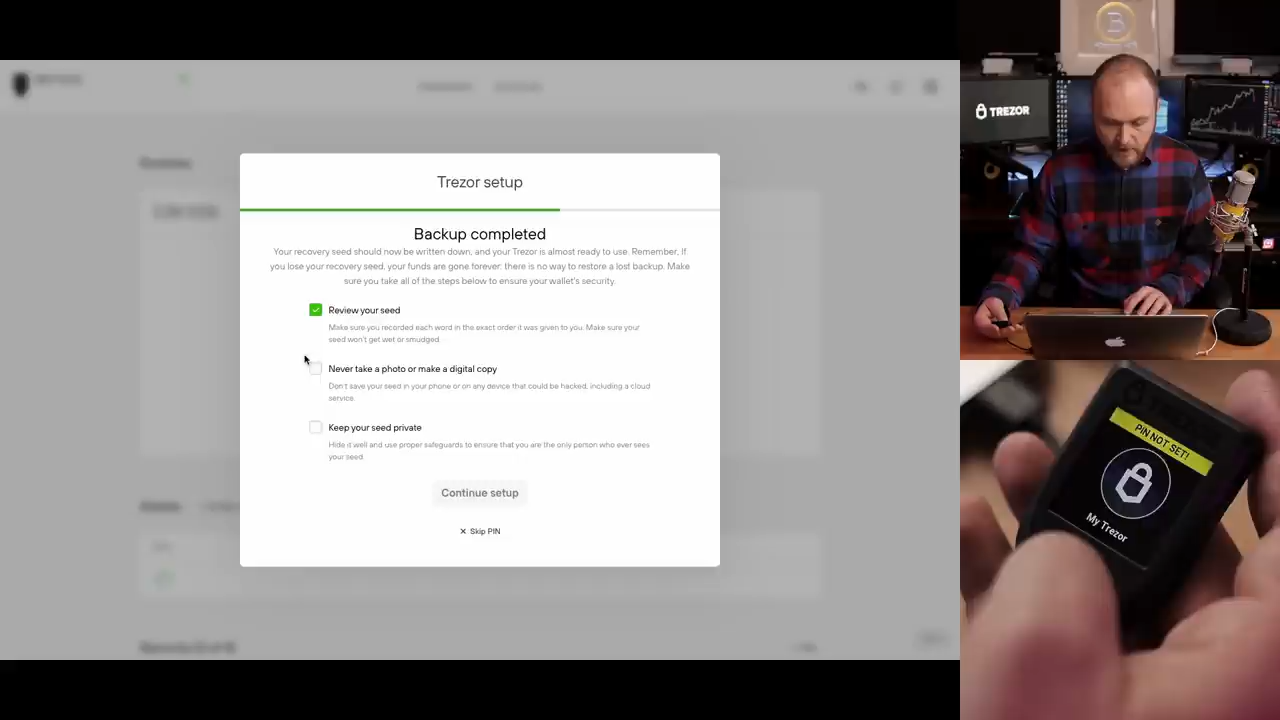 Trezor setup
Backup completed
Your recovery seed should now be written down, and your Trezor is almost ready to use. Remember, if
you lose your recovery seed, your funds are gone forever: there is no way to restore a lost backup. Make
sure you take all of the steps below to ensure your wallet's security.
Review your seed
Make sure you recorded each word in the exact order it was given to you. Make sure your
seed won't get wet or smudged.
Never take a photo or make a digital copy
Don't save your seed in your phone or on any device that could be hacked, including a cloud
service.
Keep your seed private
Hide it well and use proper safeguards to ensure that you are the only person who ever sees
your seed.
Continue setup
Skip PIN
TREZOR
TREZOR
PIN NOT SET!
My Trezor